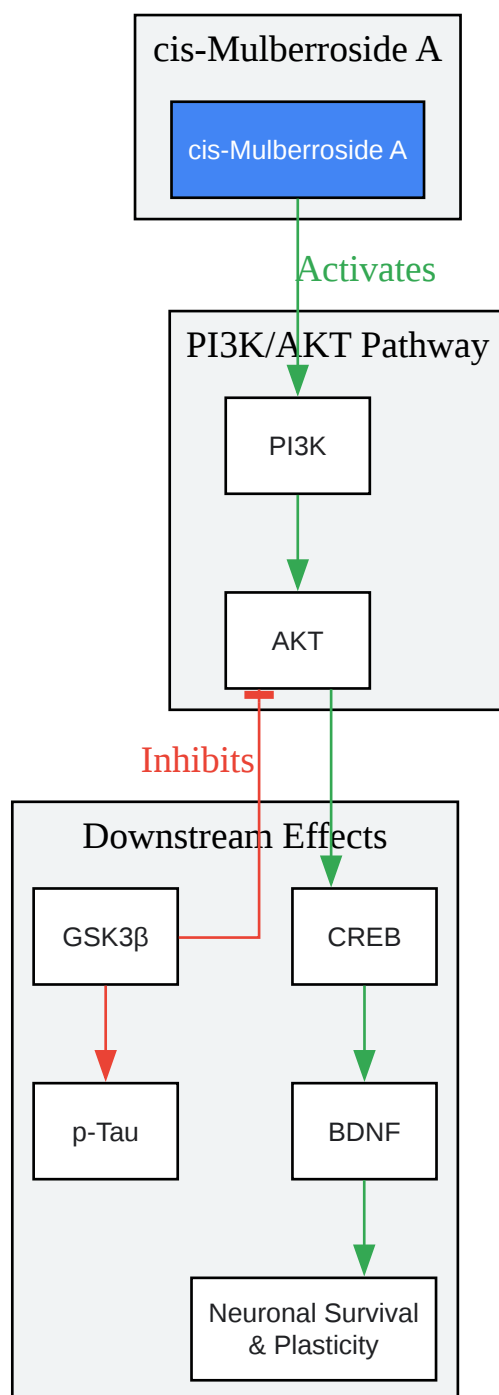 cis-Mulberroside A
cis-Mulberroside A
Activates
PI3K/AKT Pathway
PI3K
AKT
Inhibits
Downstream Effects
GSK3β
CREB
p-Tau
BDNF
Neuronal Survival
& Plasticity